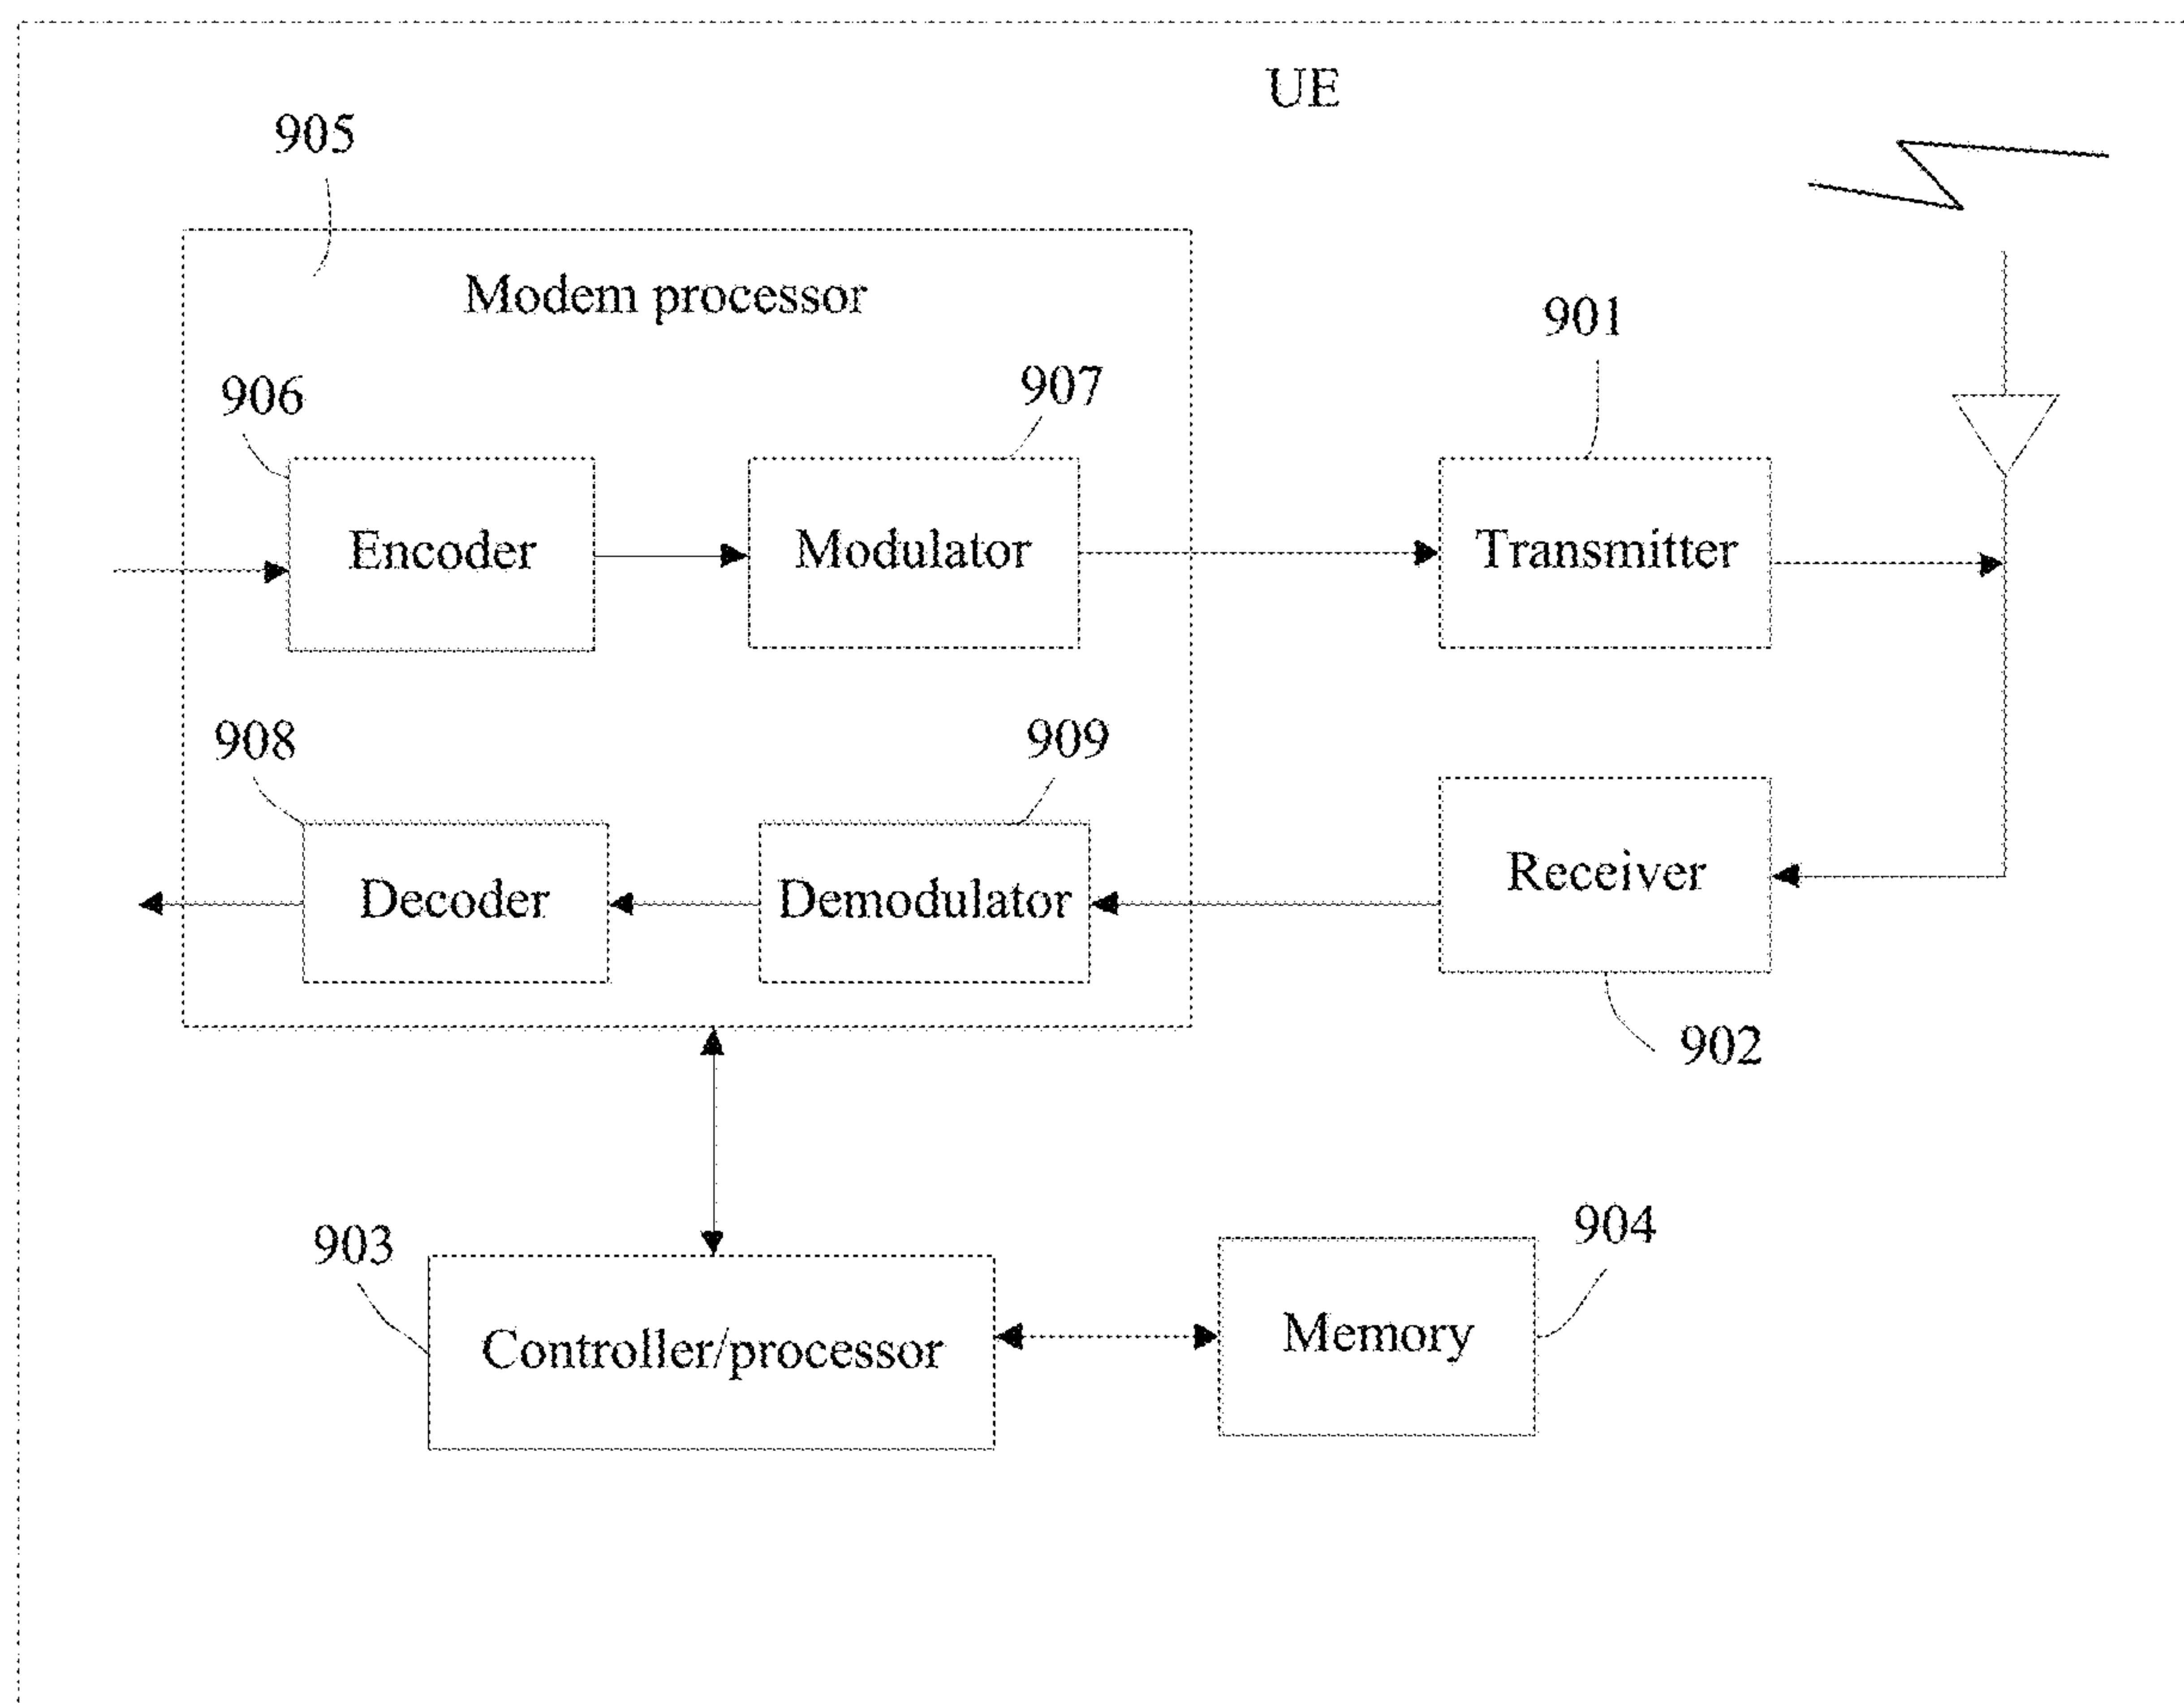 UE
905
Modem processor
901
906
907
Encoder
Modulator
Transmitter
908
909
Receiver
Decoder
Demodulator
902
903
904
Controller/processor
Memory